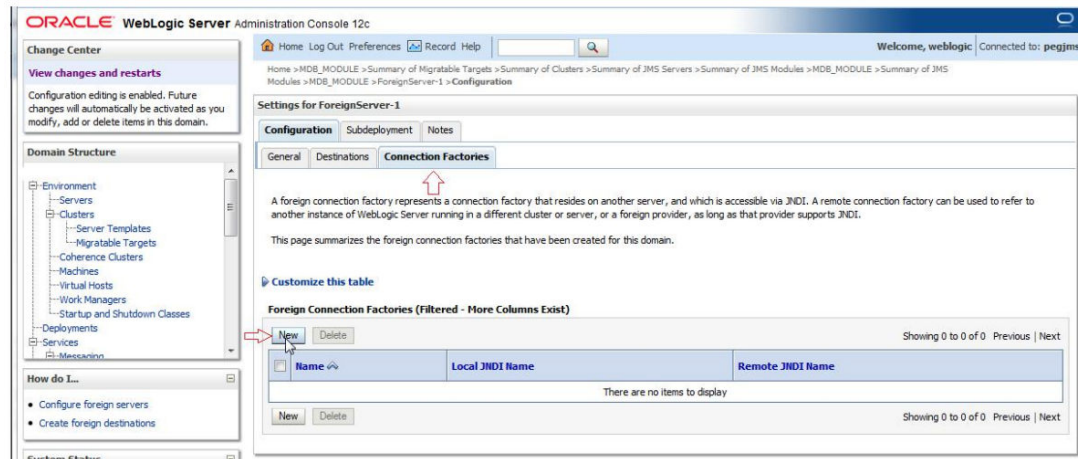 ORACLE WebLogic Server Administration Console 12c
Change Center
View changes and restarts
Configuration editing is enabled. Future
changes will automatically be activated as you
modify, add or delete items in this domain.
Domain Structure
Environment
Servers
Clusters
Server Templates
Migratable Targets
Coherence Clusters
Machines
Virtual Hosts
Work Managers
Startup and Shutdown Classes
Deployments
Services
Messaging
How do I...
Configure foreign servers
Create foreign destinations
System Status
Home Log Out Preferences Record Help
Welcome, weblogic Connected to: pegjms
Home >MDB_MODULE >Summary of Migratable Targets >Summary of Clusters >Summary of JMS Servers >Summary of JMS Modules >MDB_MODULE >Summary of JMS
Modules >MDB_MODULE >ForeignServer-1 >Configuration
Settings for ForeignServer-1
Configuration Subdeployment Notes
General Destinations Connection Factories
A foreign connection factory represents a connection factory that resides on another server, and which is accessible via JNDI. A remote connection factory can be used to refer to
another instance of WebLogic Server running in a different cluster or server, or a foreign provider, as long as that provider supports JNDI.
This page summarizes the foreign connection factories that have been created for this domain.
Customize this table
Foreign Connection Factories (Filtered - More Columns Exist)
New Delete Showing 0 to 0 of 0 Previous | Next
Name Local JNDI Name Remote JNDI Name
There are no items to display
New Delete Showing 0 to 0 of 0 Previous | Next